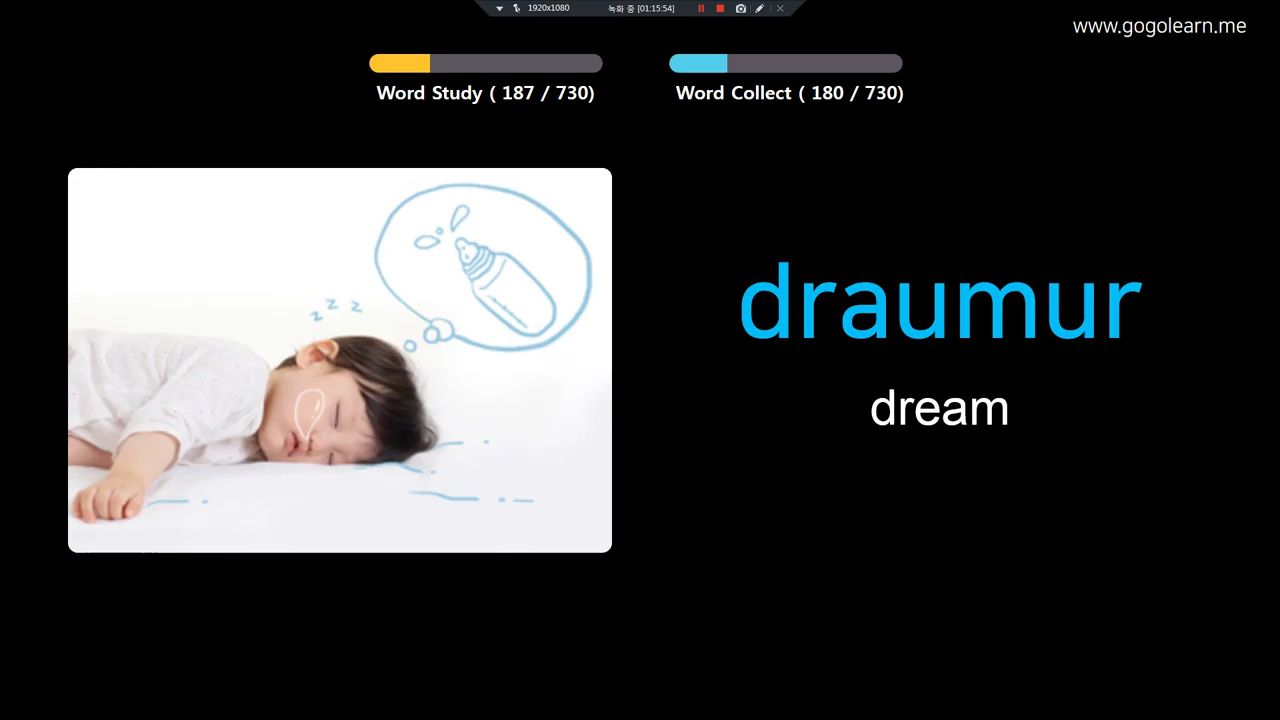 1920x1080 녹화 중 [01:15:54]
www.gogolearn.me
Word Study ( 187 / 730)
Word Collect ( 180 / 730)
z z z
draumur
dream